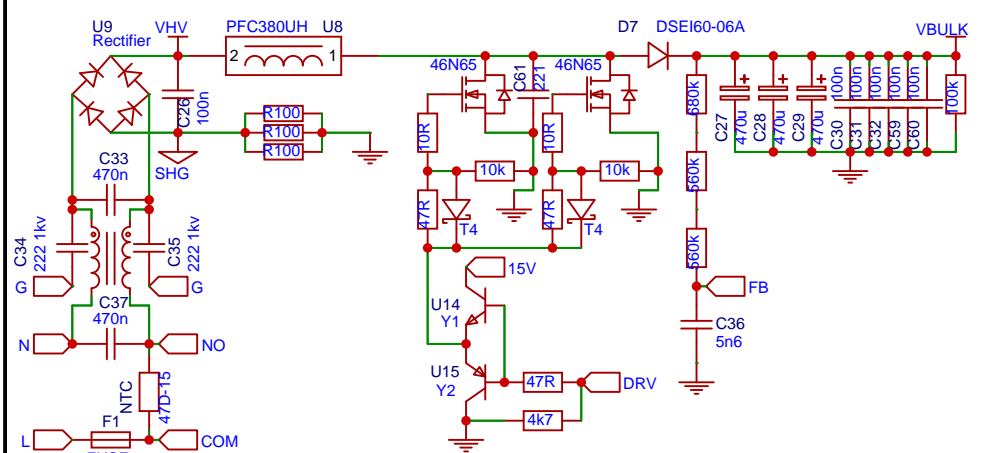 U9 VHV PFC380UH U8 D7 DSEI60-06A VBULK
Rectifier
2 1
46N65 C61 221 46N65
C26 100n
R100
R100
R100
SHG
10R 10R
10k 10k
47R T4 47R T4
680k
560k
560k
C27 470u C28 470u C29 470u C30 100n C31 100n C32 100n C59 100n C60 100n 100k
C33
470n
C34 222 1kv C35 222 1kv
G G
C37
470n
N NO
NTC 47D-15
F1
L COM
15V
U14
Y1
U15
Y2
47R DRV
4k7
FB
C36
5n6